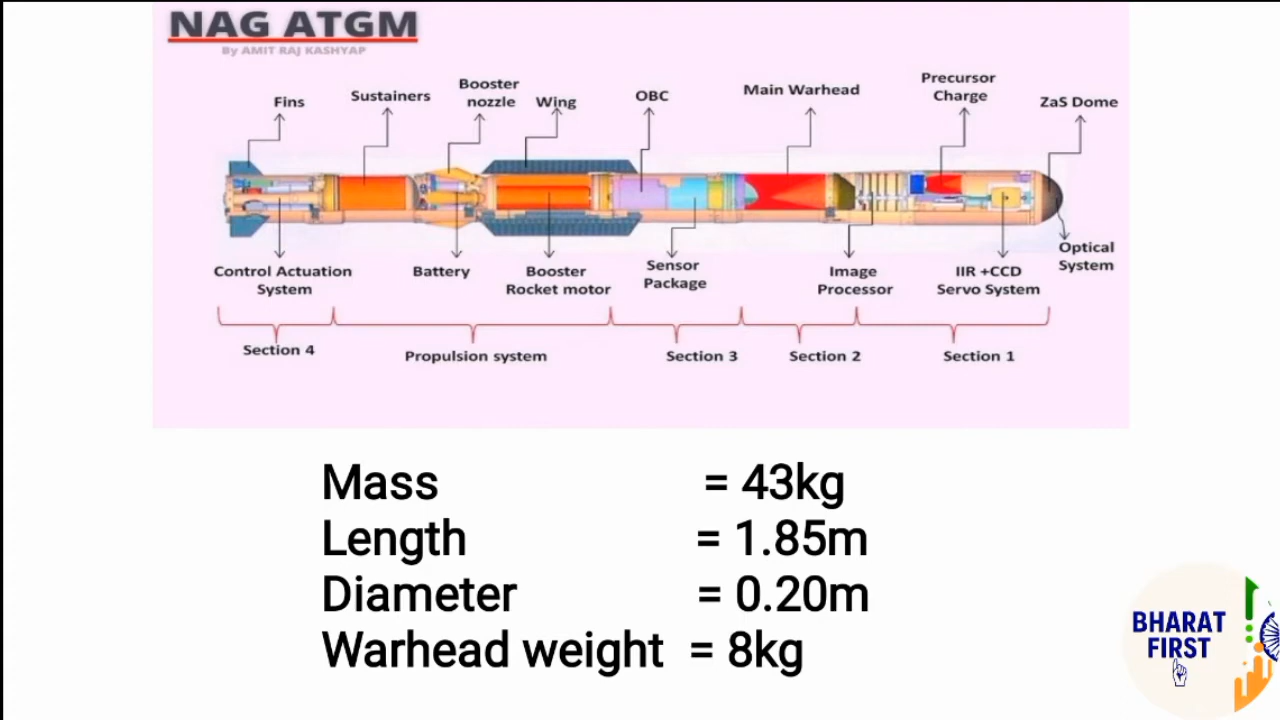 NAG ATGM
By AMIT RAJ KASHYAP
Fins
Sustainers
Booster
nozzle
Wing
OBC
Main Warhead
Precursor
Charge
ZaS Dome
Control Actuation
System
Battery
Booster
Rocket motor
Sensor
Package
Image
Processor
IIR +CCD
Servo System
Optical
System
Section 4
Propulsion system
Section 3
Section 2
Section 1
Mass = 43kg
Length = 1.85m
Diameter = 0.20m
Warhead weight = 8kg
BHARAT
FIRST